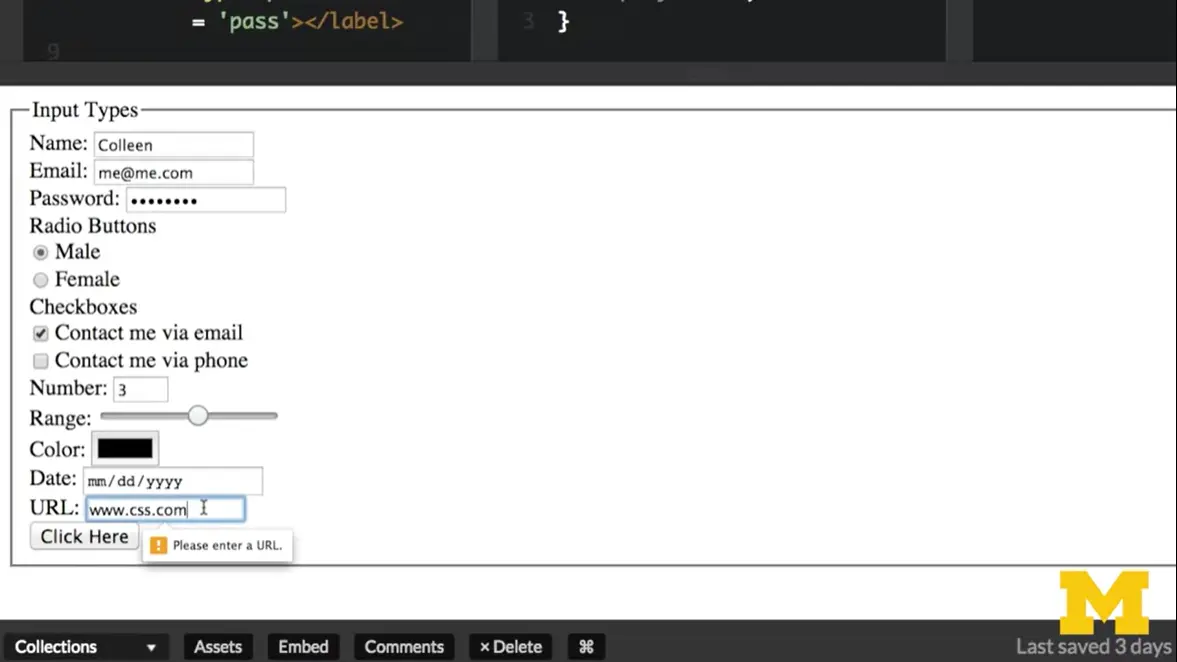 = 'pass'></label>
9
3 }
Input Types
Name: Colleen
Email: me@me.com
Password: ••••••••
Radio Buttons
Male
Female
Checkboxes
Contact me via email
Contact me via phone
Number: 3
Range:
Color:
Date: mm/dd/yyyy
URL: www.css.com
Click Here
! Please enter a URL.
M
Collections ▼ Assets Embed Comments × Delete ⌘ Last saved 3 days